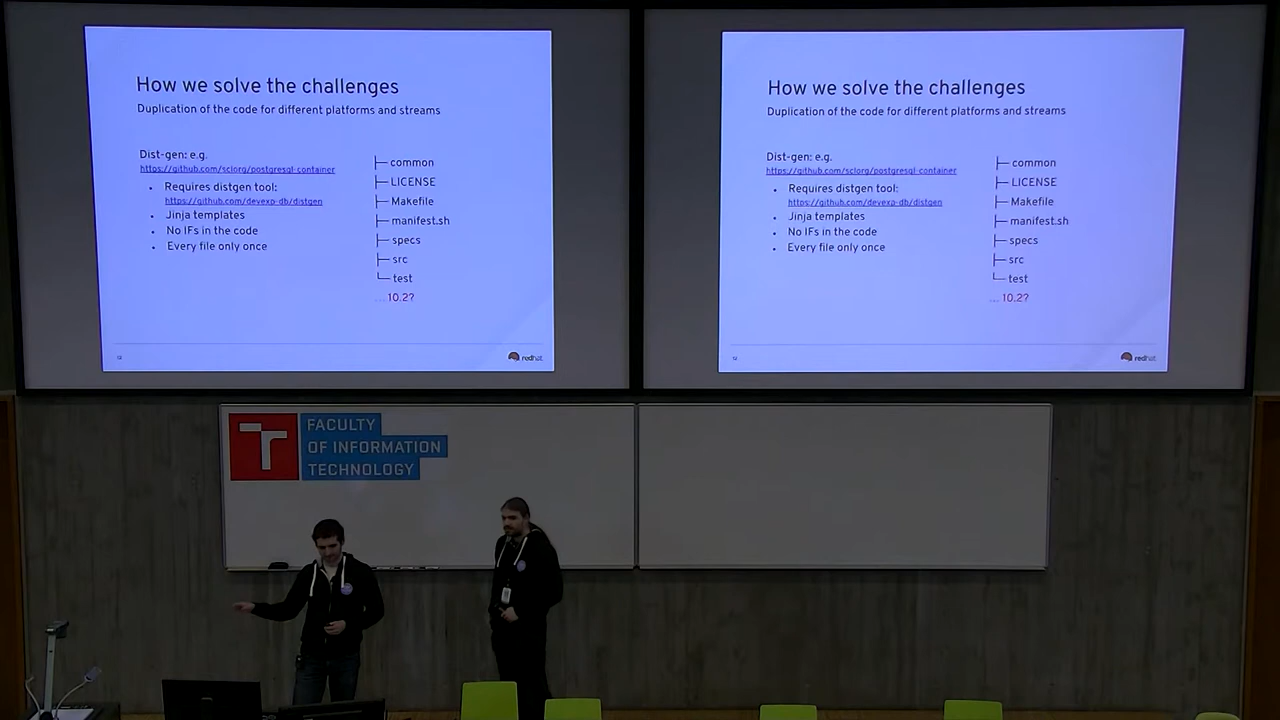 How we solve the challenges
Duplication of the code for different platforms and streams
Dist-gen: e.g.
https://github.com/sclorg/postgresql-container
• Requires distgen tool:
https://github.com/devexp-db/distgen
• Jinja templates
• No IFs in the code
• Every file only once
├─ common
├─ LICENSE
├─ Makefile
├─ manifest.sh
├─ specs
├─ src
└─ test
... 10.2?
12
redhat
How we solve the challenges
Duplication of the code for different platforms and streams
Dist-gen: e.g.
https://github.com/sclorg/postgresql-container
• Requires distgen tool:
https://github.com/devexp-db/distgen
• Jinja templates
• No IFs in the code
• Every file only once
├─ common
├─ LICENSE
├─ Makefile
├─ manifest.sh
├─ specs
├─ src
└─ test
... 10.2?
12
redhat
T FACULTY
OF INFORMATION
TECHNOLOGY